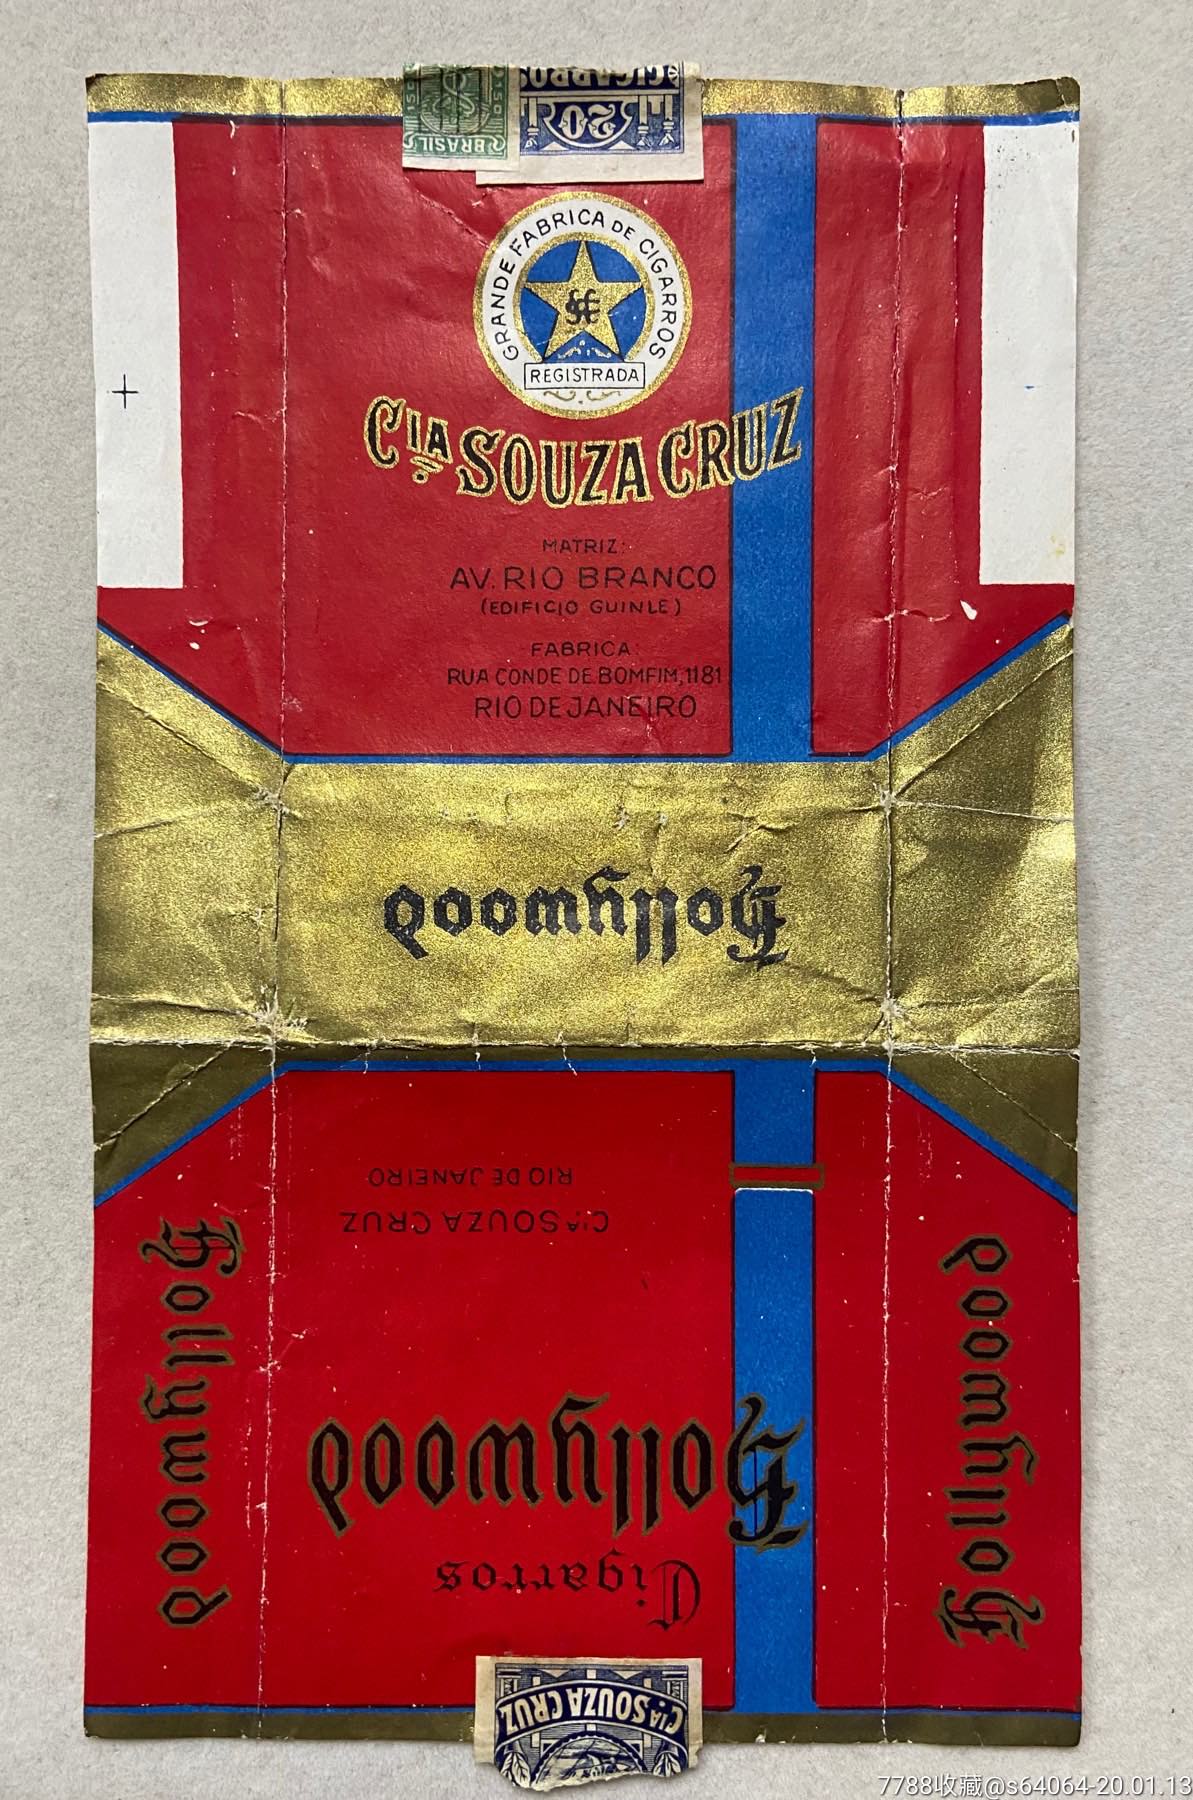 150 150
BRASIL
CIGARROS
20
GRANDE FABRICA DE CIGARROS
REGISTRADA
CIA. SOUZA CRUZ
MATRIZ:
AV. RIO BRANCO
(EDIFICIO GUINLE)
FABRICA:
RUA CONDE DE BOMFIM, 1181
RIO DE JANEIRO
Hollywood
Cigarros
Hollywood
CIA SOUZA CRUZ
RIO DE JANEIRO
Hollywood
Hollywood
CIA. SOUZA CRUZ
7788收藏@s64064-20.01.13